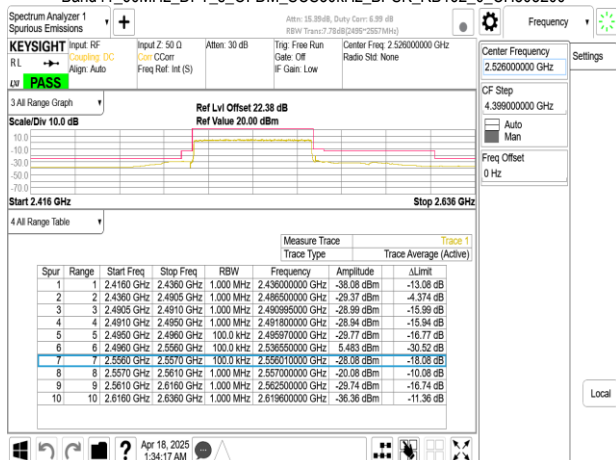 Spectrum Analyzer 1
Spurious Emissions
Attn: 15.39dB, Duty Corr: 6.99 dB
RBW Trans:7.78dB(2495~2557MHz)
Frequency
KEYSIGHT
Input: RF
Input Z: 50 Ω
Atten: 30 dB
Trig: Free Run
Center Freq: 2.526000000 GHz
RL
Coupling: DC
Corr CCorr
Gate: Off
Radio Std: None
Align: Auto
Freq Ref: Int (S)
IF Gain: Low
PASS
Center Frequency
2.526000000 GHz
Settings
CF Step
4.399000000 GHz
Auto
Man
Freq Offset
0 Hz
3 All Range Graph
Ref Lvl Offset 22.38 dB
Scale/Div 10.0 dB
Ref Value 20.00 dBm
10.0
-10.0
-30.0
-50.0
-70.0
Start 2.416 GHz
Stop 2.636 GHz
4 All Range Table
Measure Trace
Trace 1
Trace Type
Trace Average (Active)
Spur Range Start Freq Stop Freq RBW Frequency Amplitude ΔLimit
1 1 2.4160 GHz 2.4360 GHz 1.000 MHz 2.436000000 GHz -38.08 dBm -13.08 dB
2 2 2.4360 GHz 2.4905 GHz 1.000 MHz 2.486500000 GHz -29.37 dBm -4.374 dB
3 3 2.4905 GHz 2.4910 GHz 1.000 MHz 2.490995000 GHz -28.99 dBm -15.99 dB
4 4 2.4910 GHz 2.4950 GHz 1.000 MHz 2.491800000 GHz -28.94 dBm -15.94 dB
5 5 2.4950 GHz 2.4960 GHz 100.0 kHz 2.495970000 GHz -29.77 dBm -16.77 dB
6 6 2.4960 GHz 2.5560 GHz 100.0 kHz 2.536550000 GHz 5.483 dBm -30.52 dB
7 7 2.5560 GHz 2.5570 GHz 100.0 kHz 2.556010000 GHz -28.08 dBm -18.08 dB
8 8 2.5570 GHz 2.5610 GHz 1.000 MHz 2.557000000 GHz -20.08 dBm -10.08 dB
9 9 2.5610 GHz 2.6160 GHz 1.000 MHz 2.562500000 GHz -29.74 dBm -16.74 dB
10 10 2.6160 GHz 2.6360 GHz 1.000 MHz 2.619600000 GHz -36.36 dBm -11.36 dB
Local
Apr 18, 2025
1:34:17 AM